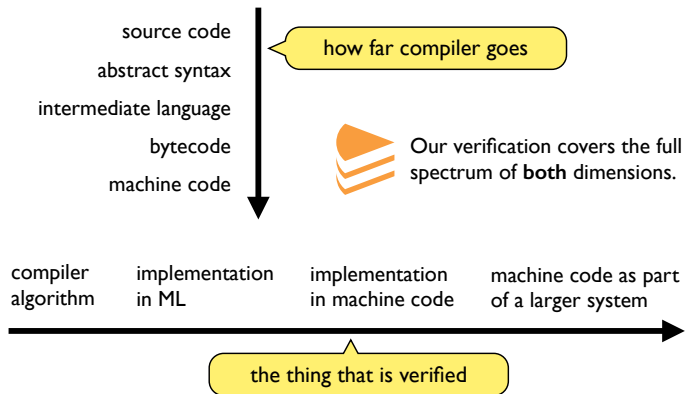 source code
how far compiler goes
abstract syntax
intermediate language
bytecode
machine code
Our verification covers the full
spectrum of both dimensions.
compiler
algorithm
implementation
in ML
implementation
in machine code
machine code as part
of a larger system
the thing that is verified